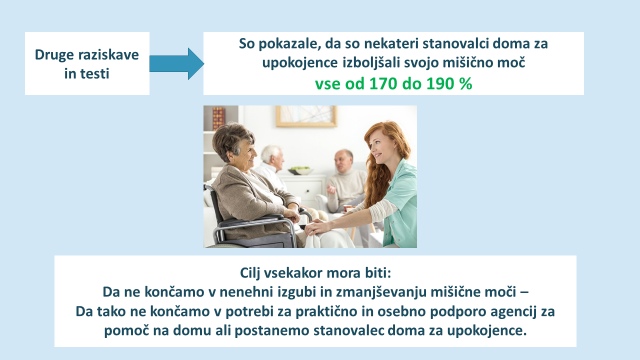 Druge raziskave
in testi
So pokazale, da so nekateri stanovalci doma za
upokojence izboljšali svojo mišično moč
vse od 170 do 190 %
Cilj vsekakor mora biti:
Da ne končamo v nenehni izgubi in zmanjševanju mišične moči –
Da tako ne končamo v potrebi za praktično in osebno podporo agencij za
pomoč na domu ali postanemo stanovalec doma za upokojence.